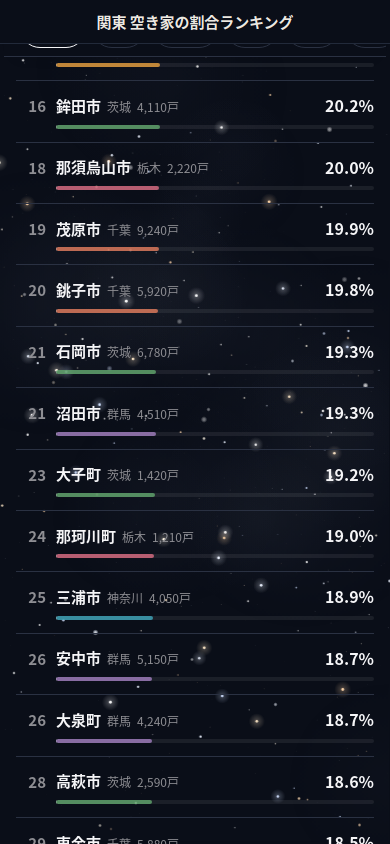 関東 空き家の割合ランキング
16 鉾田市 茨城 4,110戸 20.2%
18 那須烏山市 栃木 2,220戸 20.0%
19 茂原市 千葉 9,240戸 19.9%
20 銚子市 千葉 5,920戸 19.8%
21 石岡市 茨城 6,780戸 19.3%
21 沼田市 群馬 4,510戸 19.3%
23 大子町 茨城 1,420戸 19.2%
24 那珂川町 栃木 1,210戸 19.0%
25 三浦市 神奈川 4,050戸 18.9%
26 安中市 群馬 5,150戸 18.7%
26 大泉町 群馬 4,240戸 18.7%
28 高萩市 茨城 2,590戸 18.6%
29 群馬 18.5%